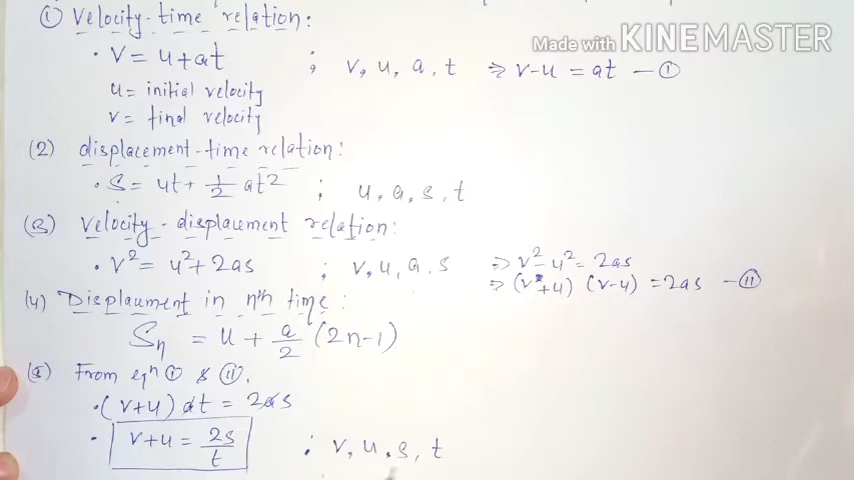 ① Velocity-time relation:
Made with KINEMASTER
• v = u + at ; v, u, a, t ⇒ v-u = at —①
u = initial velocity
v = final velocity
(2) displacement-time relation:
• S = ut + 1/2 at² ; u, a, s, t
(3) Velocity-displaument relation:
• v² = u² + 2as ; v, u, a, s ⇒ v² - u² = 2as
⇒ (v+u) (v-u) = 2as —⑪
(4) Displaument in nth time:
Sn = u + a/2 (2n-1)
(5) From eqn ① & ⑪.
• (v+u) at = 2as
• v+u = 2s/t ; v, u, s, t